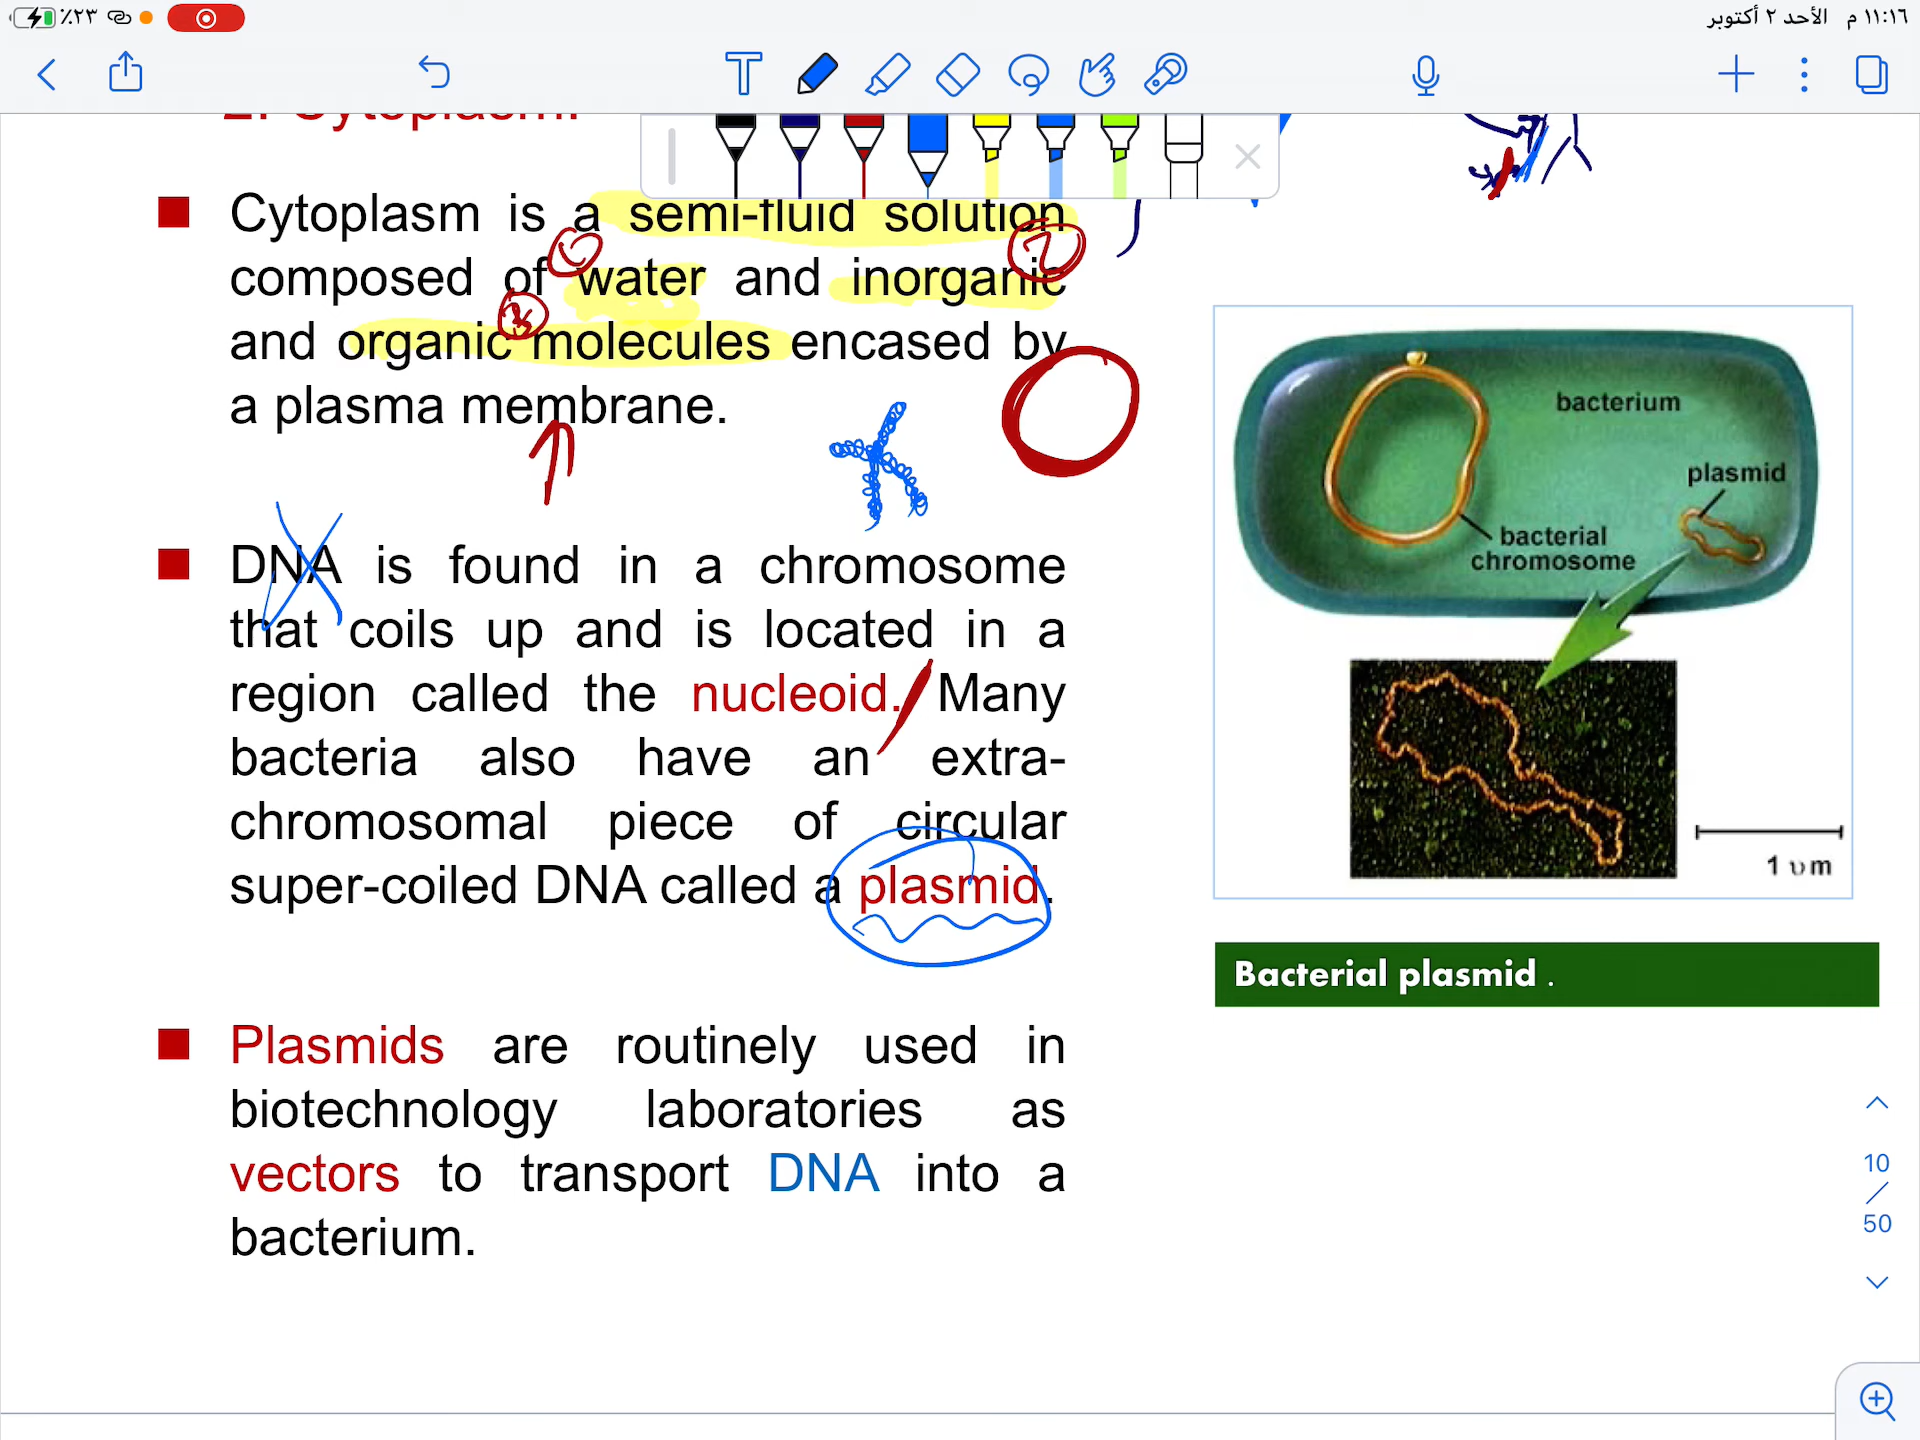 ١١:١٦ م الأحد ٢ أكتوبر
٪٢٣
2. Cytoplasm:
Cytoplasm is a semi-fluid solution
composed of water and inorganic
and organic molecules encased by
a plasma membrane.
DNA is found in a chromosome
that coils up and is located in a
region called the nucleoid. Many
bacteria also have an extra-
chromosomal piece of circular
super-coiled DNA called a plasmid.
Plasmids are routinely used in
biotechnology laboratories as
vectors to transport DNA into a
bacterium.
bacterium
plasmid
bacterial
chromosome
1 υm
Bacterial plasmid .
10
/
50